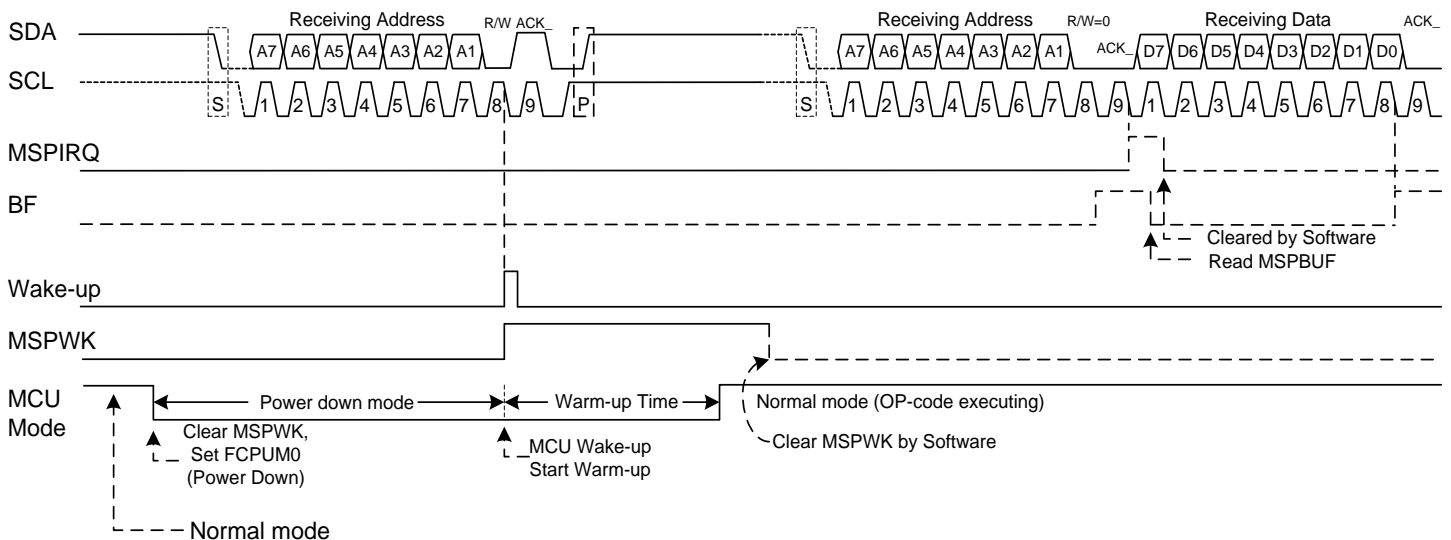 Receiving Address R/W ACK_ Receiving Address R/W=0 Receiving Data ACK_
SDA A7 A6 A5 A4 A3 A2 A1 A7 A6 A5 A4 A3 A2 A1 ACK_ D7 D6 D5 D4 D3 D2 D1 D0
SCL S 1 2 3 4 5 6 7 8 9 P S 1 2 3 4 5 6 7 8 9 1 2 3 4 5 6 7 8 9
MSPIRQ
BF
Cleared by Software
Read MSPBUF
Wake-up
MSPWK
MCU
Mode
Power down mode Warm-up Time Normal mode (OP-code executing)
Clear MSPWK,
Set FCPUM0
(Power Down)
MCU Wake-up
Start Warm-up
Clear MSPWK by Software
Normal mode